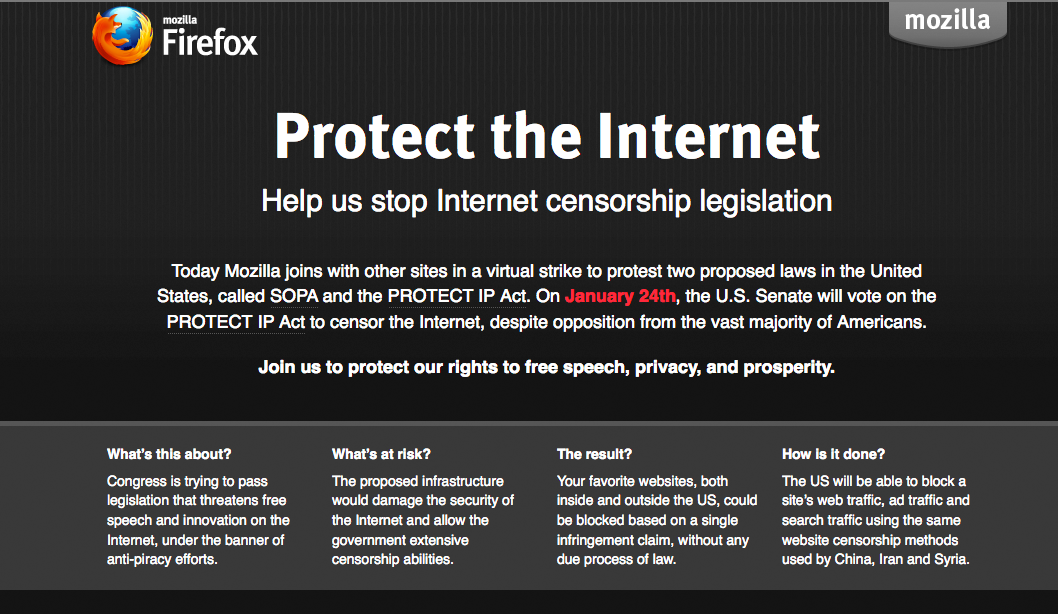 mozilla
Firefox
mozilla
Protect the Internet
Help us stop Internet censorship legislation
Today Mozilla joins with other sites in a virtual strike to protest two proposed laws in the United
States, called SOPA and the PROTECT IP Act. On January 24th, the U.S. Senate will vote on the
PROTECT IP Act to censor the Internet, despite opposition from the vast majority of Americans.
Join us to protect our rights to free speech, privacy, and prosperity.
What's this about?
Congress is trying to pass
legislation that threatens free
speech and innovation on the
Internet, under the banner of
anti-piracy efforts.
What's at risk?
The proposed infrastructure
would damage the security of
the Internet and allow the
government extensive
censorship abilities.
The result?
Your favorite websites, both
inside and outside the US, could
be blocked based on a single
infringement claim, without any
due process of law.
How is it done?
The US will be able to block a
site's web traffic, ad traffic and
search traffic using the same
website censorship methods
used by China, Iran and Syria.